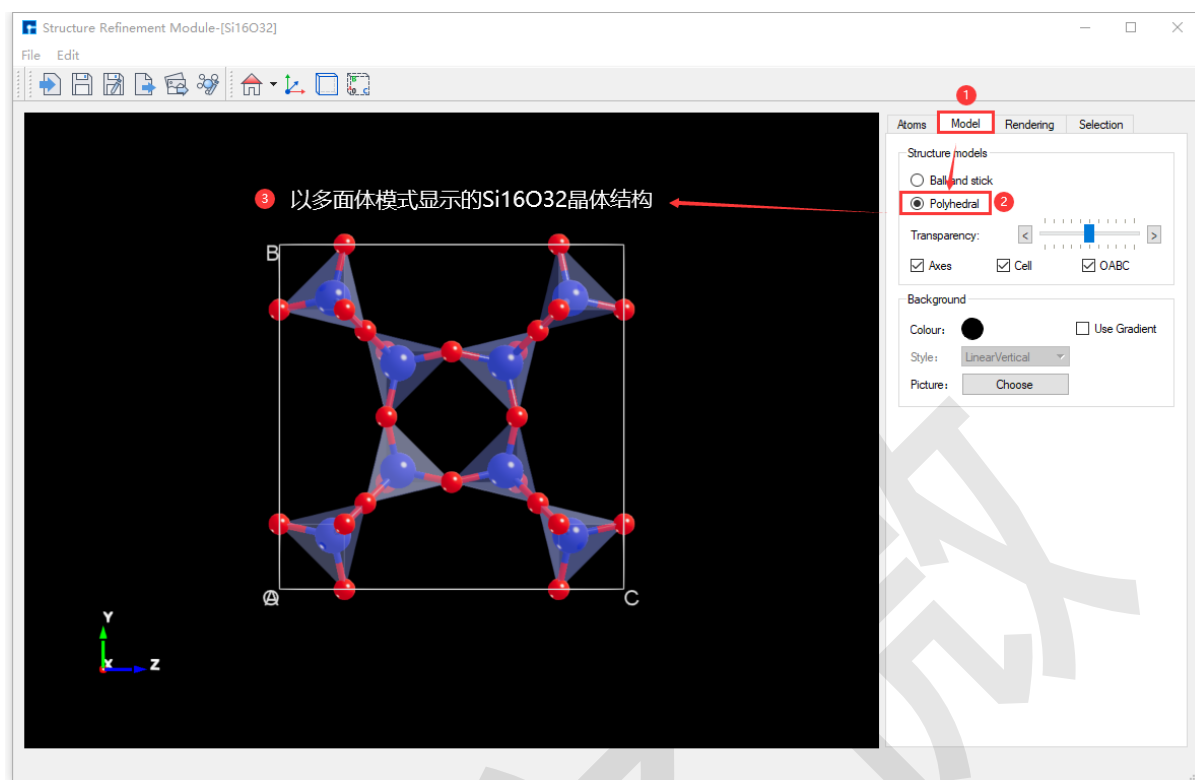 Structure Refinement Module-[Si16O32]
File Edit
1
Atoms Model Rendering Selection
Structure models
Ball and stick
Polyhedral 2
Transparency: < >
Axes Cell OABC
Background
Colour: Use Gradient
Style: LinearVertical
Picture: Choose
3 以多面体模式显示的Si16O32晶体结构
B
A C
Y
X Z